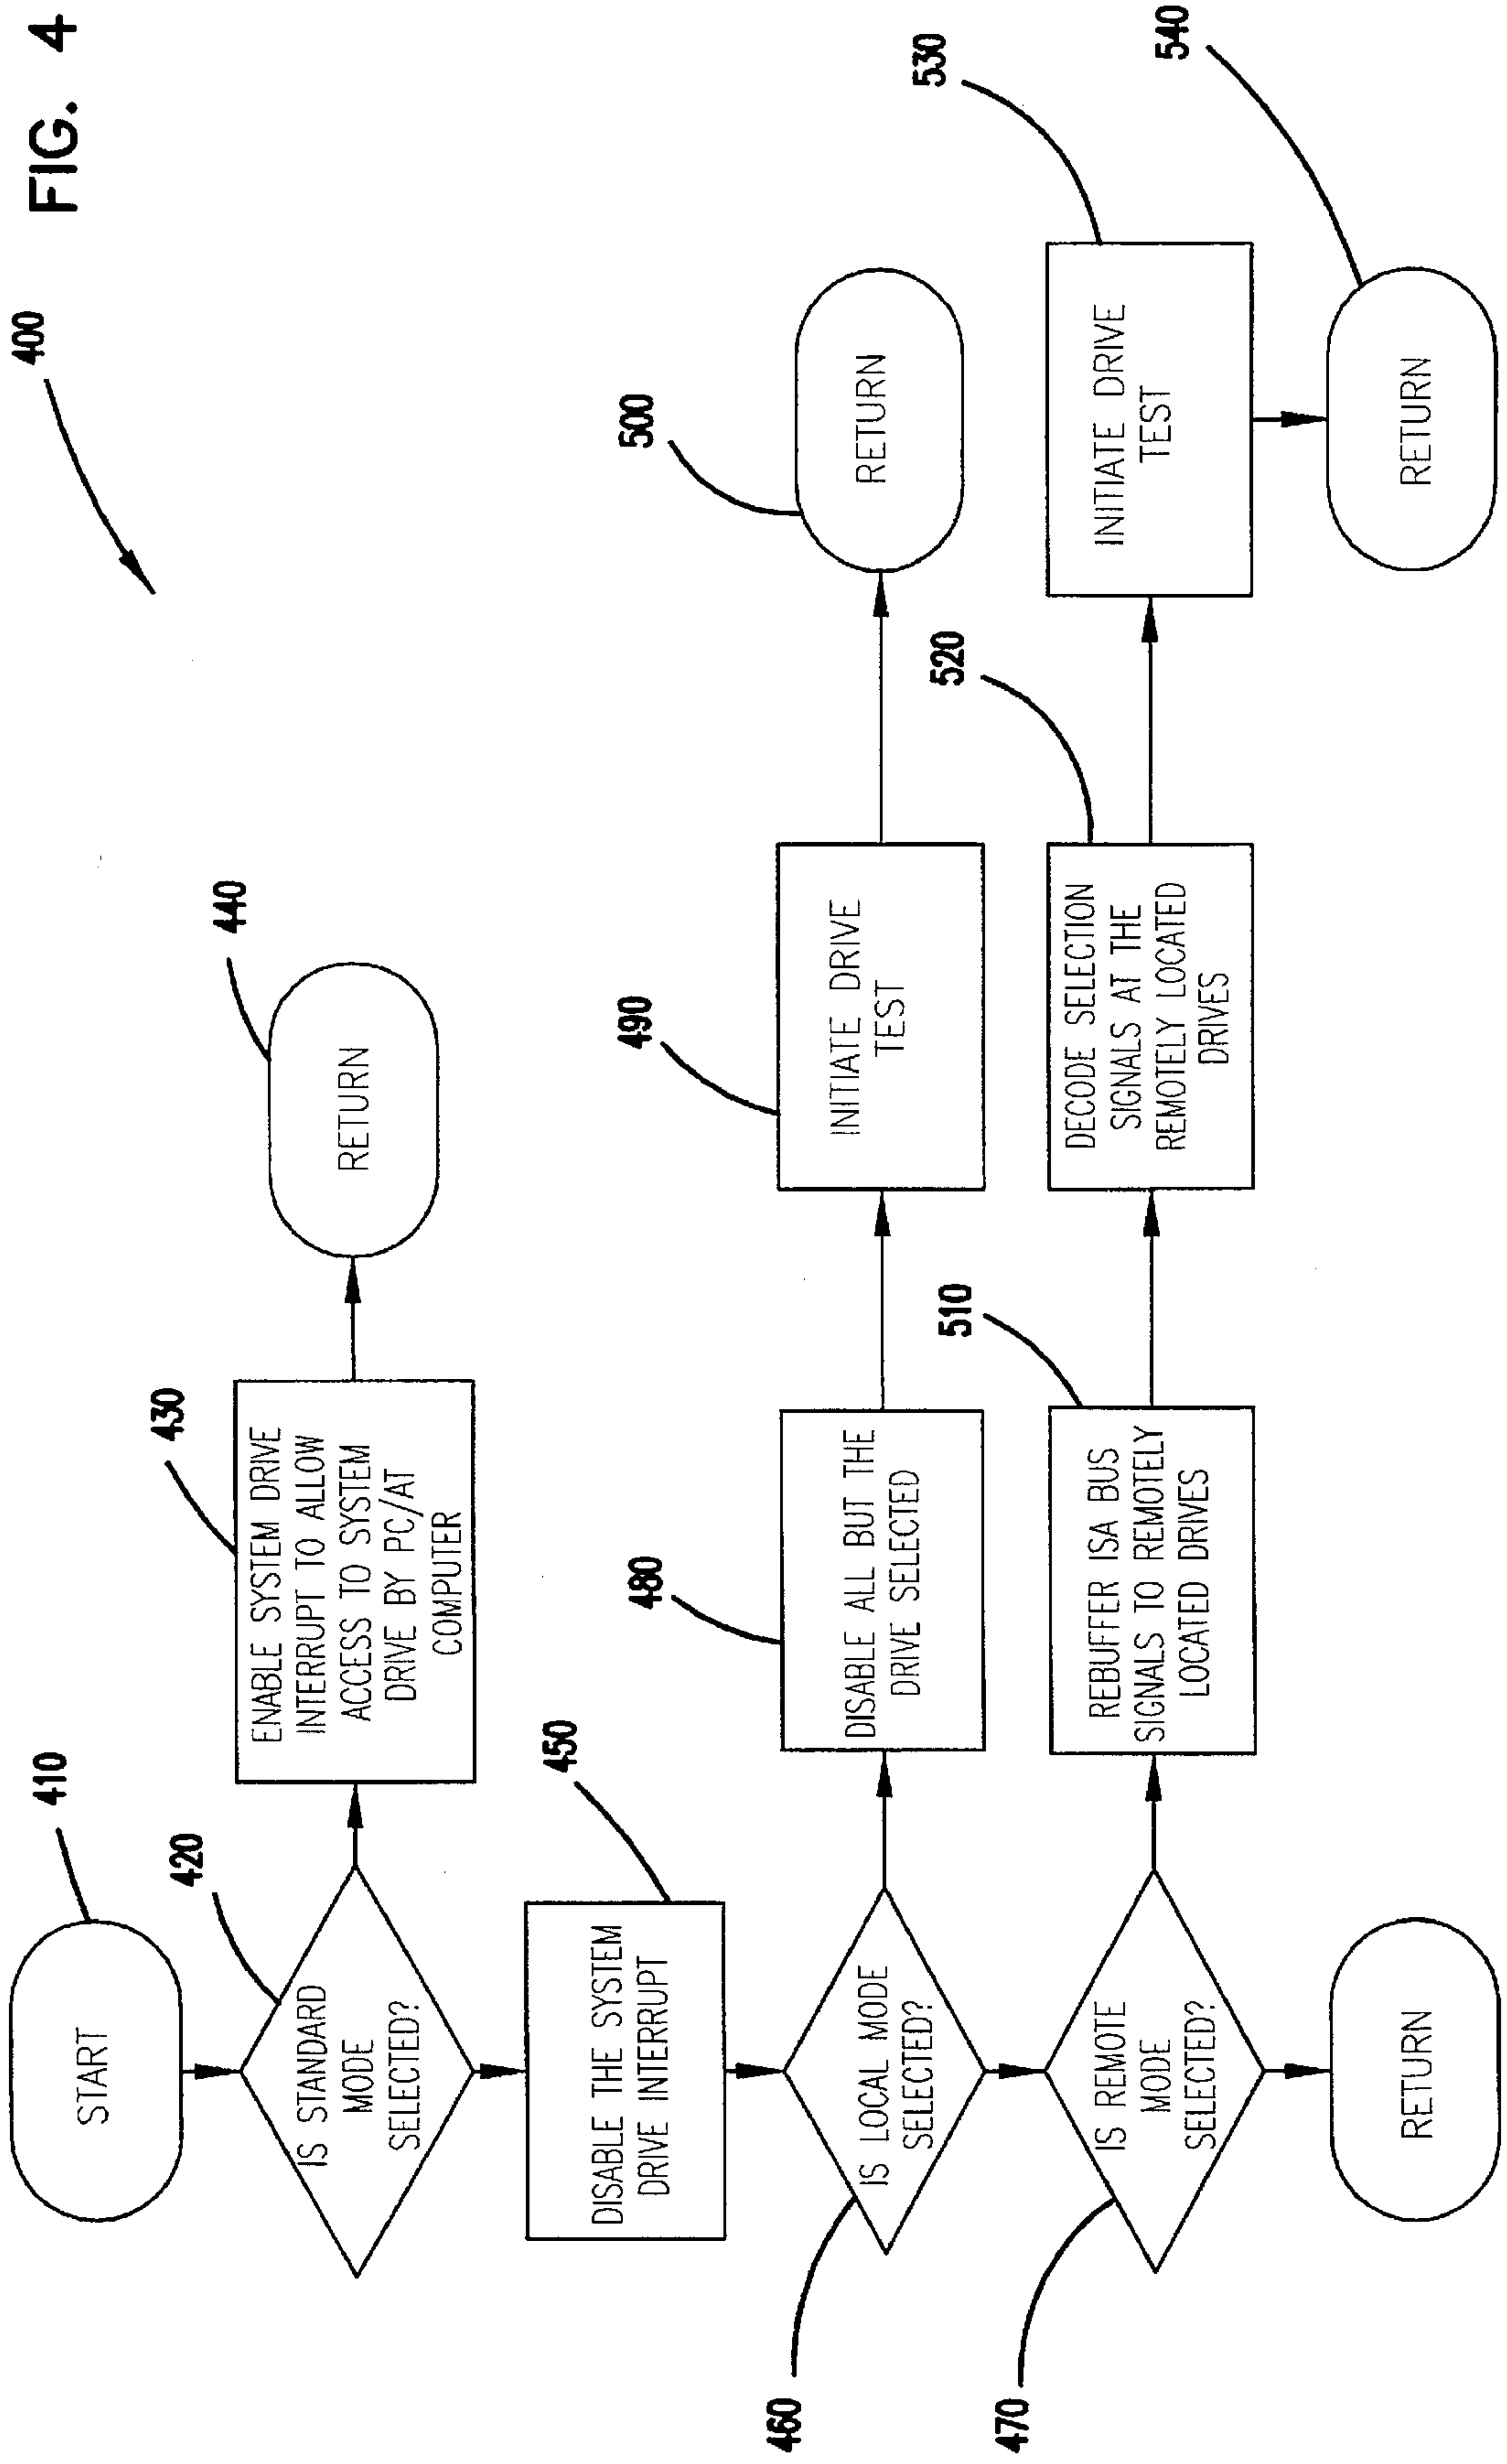 FIG. 4
400
410
START
420
IS STANDARD
MODE
SELECTED?
430
ENABLE SYSTEM DRIVE
INTERRUPT TO ALLOW
ACCESS TO SYSTEM
DRIVE BY PC/AT
COMPUTER
440
RETURN
450
DISABLE THE SYSTEM
DRIVE INTERRUPT
460
IS LOCAL MODE
SELECTED?
480
DISABLE ALL BUT THE
DRIVE SELECTED
490
INITIATE DRIVE
TEST
500
RETURN
470
IS REMOTE
MODE
SELECTED?
510
REBUFFER ISA BUS
SIGNALS TO REMOTELY
LOCATED DRIVES
520
DECODE SELECTION
SIGNALS AT THE
REMOTELY LOCATED
DRIVES
530
INITIATE DRIVE
TEST
540
RETURN
RETURN